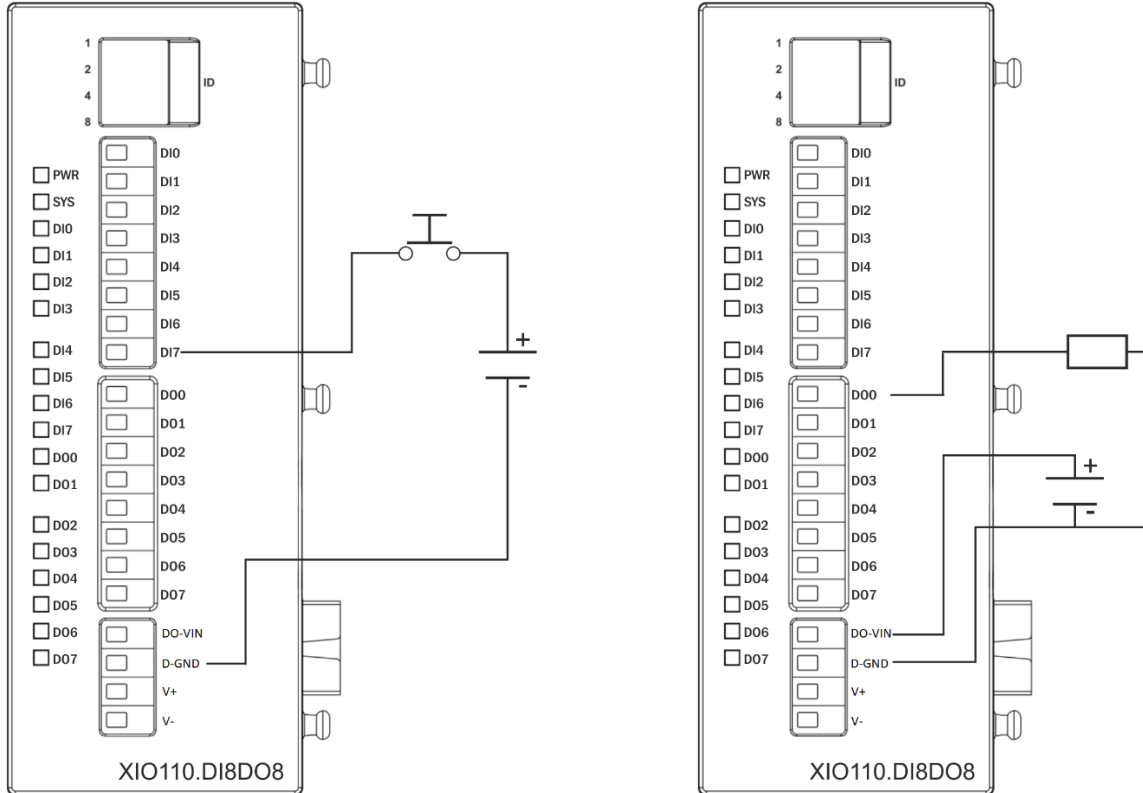 1
2
ID
4
8
DI0
PWR
DI1
SYS
DI2
DI0
DI3
DI1
DI4
DI2
DI5
DI3
DI6
DI4
DI7
+
-
DI5
DO0
DI6
DO1
DI7
DO2
DO0
DO3
DO1
DO4
DO2
DO5
DO3
DO6
DO4
DO7
DO5
DO6
DO-VIN
DO7
D-GND
V+
V-
XIO110.DI8DO8
1
2
ID
4
8
DI0
PWR
DI1
SYS
DI2
DI0
DI3
DI1
DI4
DI2
DI5
DI3
DI6
DI4
DI7
DI5
DO0
DI6
DO1
DI7
DO2
DO0
+
-
DO3
DO1
DO4
DO2
DO5
DO3
DO6
DO4
DO7
DO5
DO6
DO-VIN
DO7
D-GND
V+
V-
XIO110.DI8DO8